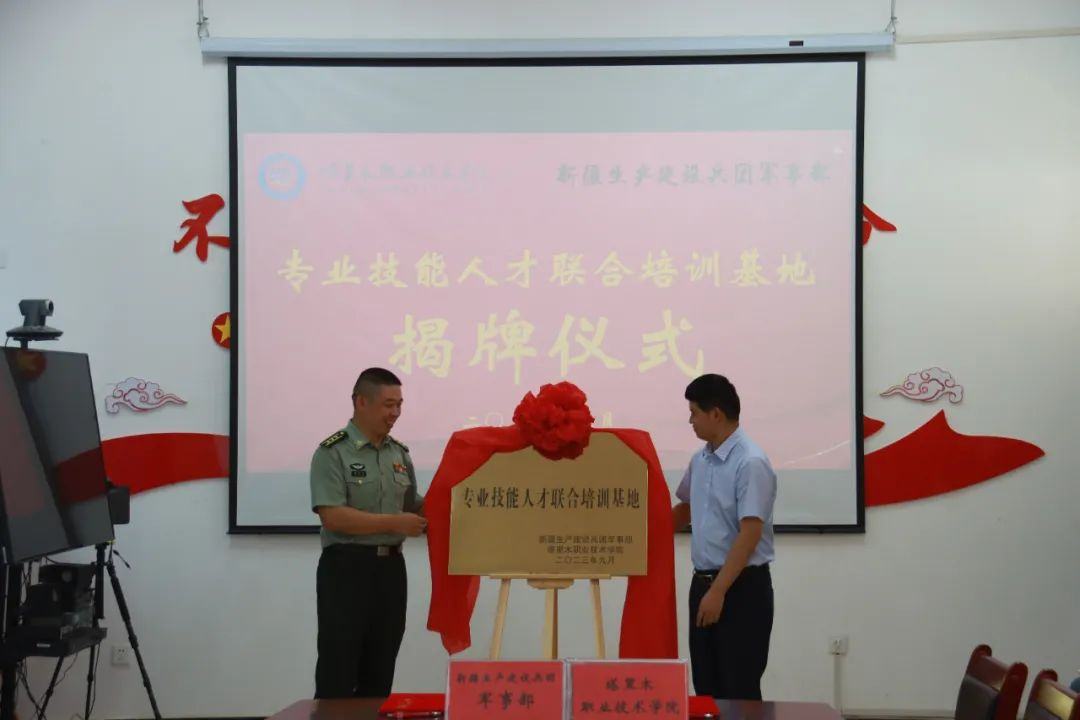 新疆生产建设兵团军事部
专业技能人才联合培训基地
揭牌仪式
不
专业技能人才联合培训基地
新疆生产建设兵团军事部
塔里木职业技术学院
二〇二三年九月
新疆生产建设兵团
军事部
塔里木
职业技术学院